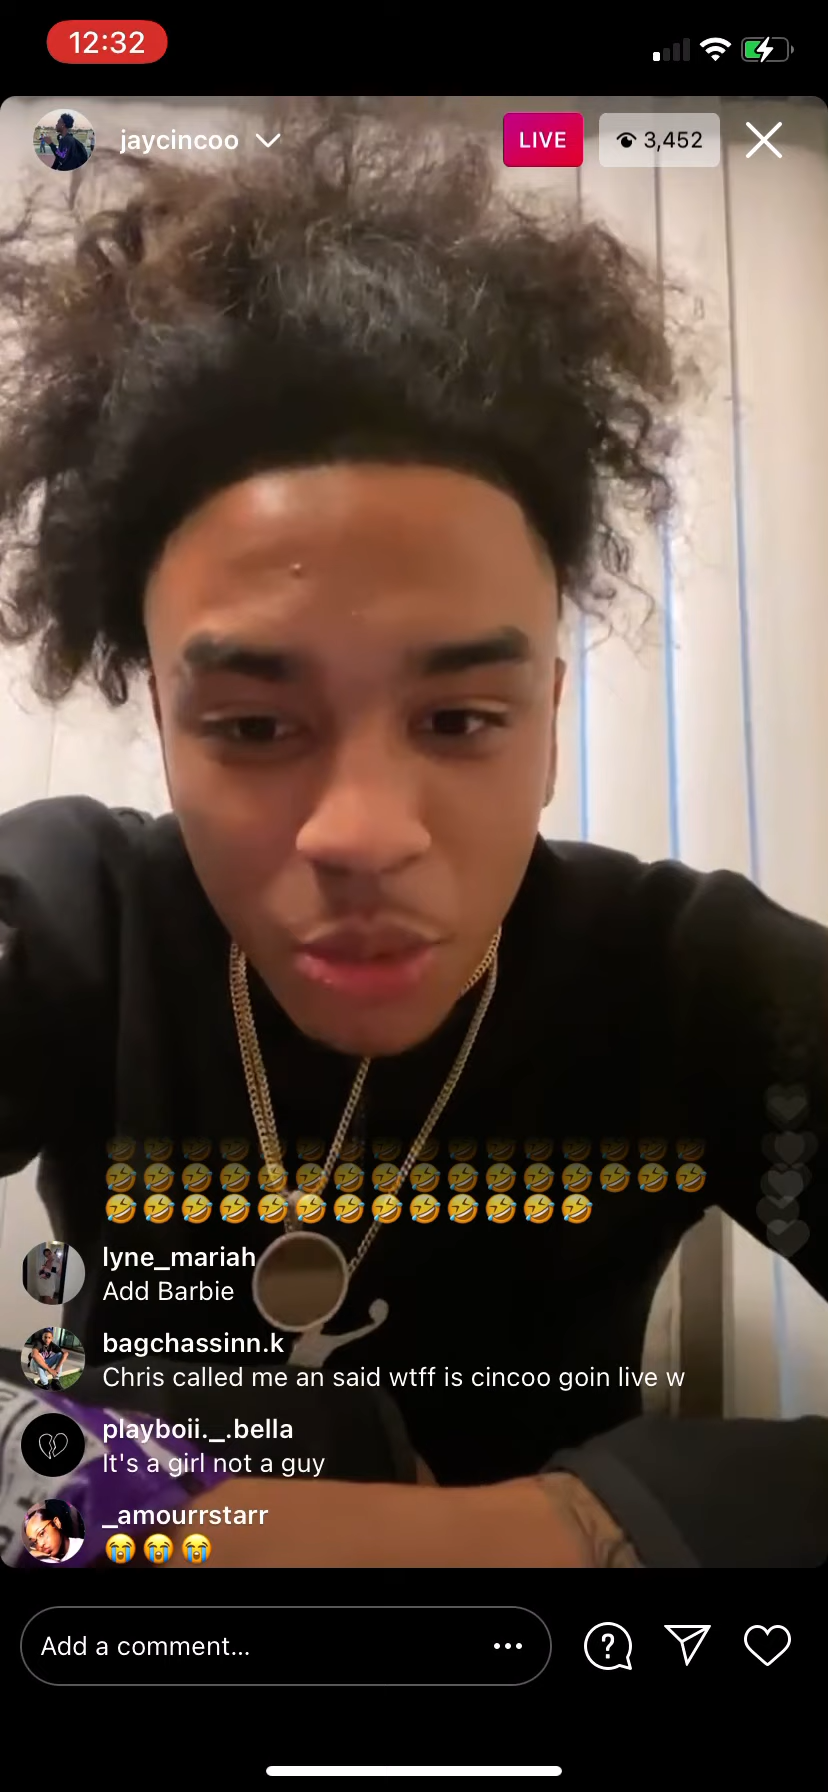 12:32
jaycincoo
LIVE
3,452
🤣🤣🤣🤣🤣🤣🤣🤣🤣🤣🤣🤣🤣🤣🤣🤣
🤣🤣🤣🤣🤣🤣🤣🤣🤣🤣🤣🤣🤣🤣🤣🤣
🤣🤣🤣🤣🤣🤣🤣🤣🤣🤣🤣🤣🤣
lyne_mariah
Add Barbie
bagchassinn.k
Chris called me an said wtff is cincoo goin live w
playboii._.bella
It's a girl not a guy
_amourrstarr
😭😭😭
Add a comment...